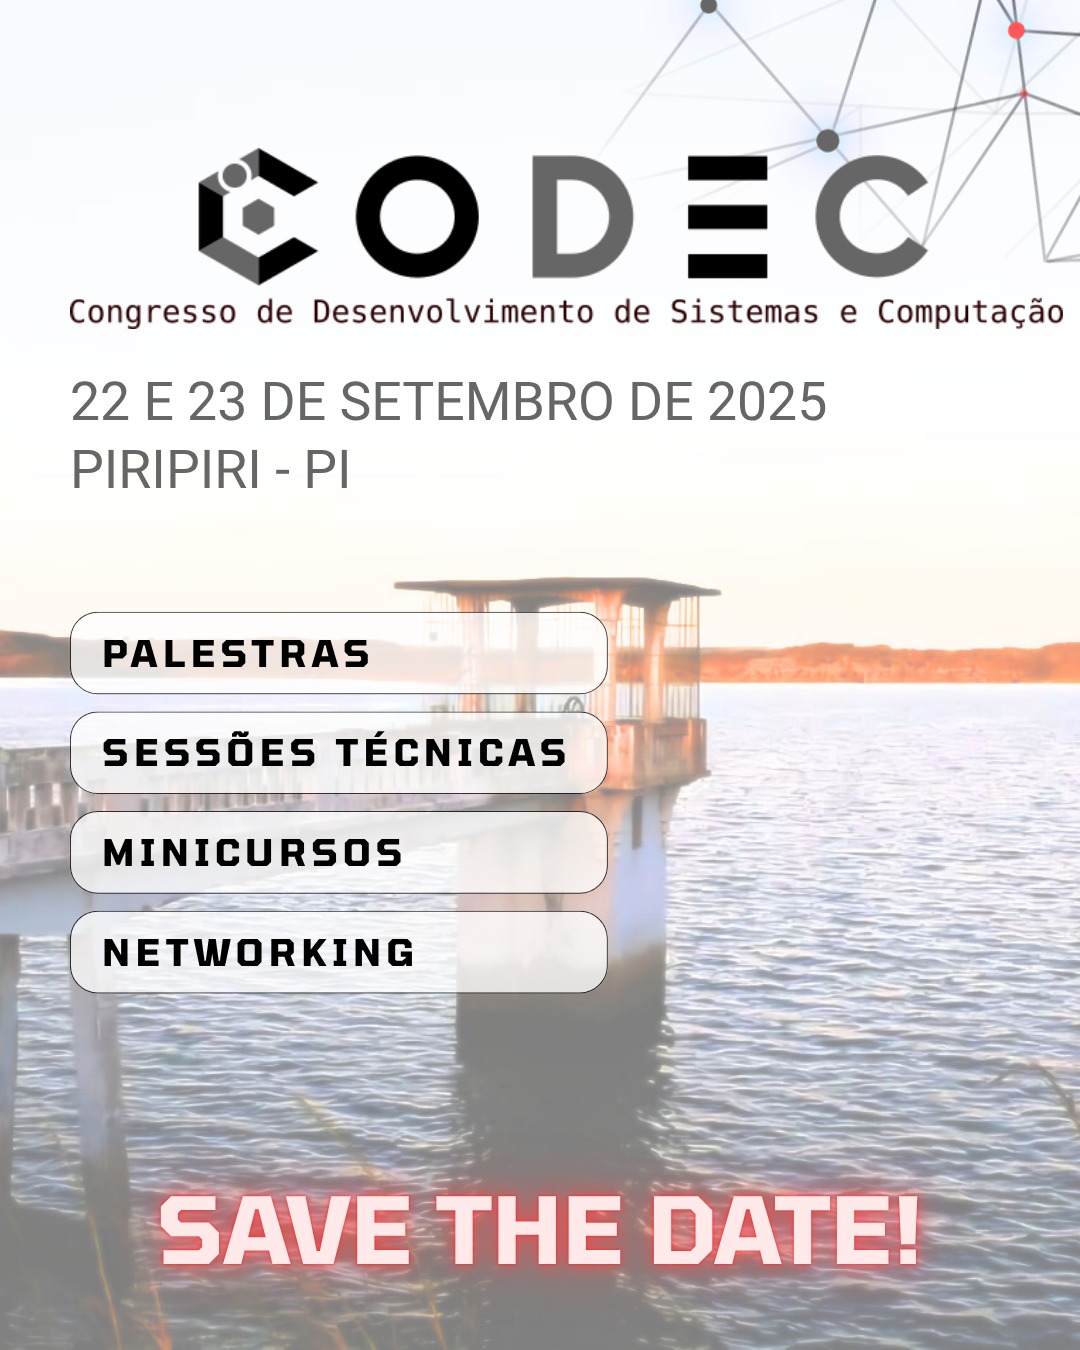 CODEC
Congresso de Desenvolvimento de Sistemas e Computação
22 E 23 DE SETEMBRO DE 2025
PIRIPIRI - PI
PALESTRAS
SESSÕES TÉCNICAS
MINICURSOS
NETWORKING
SAVE THE DATE!